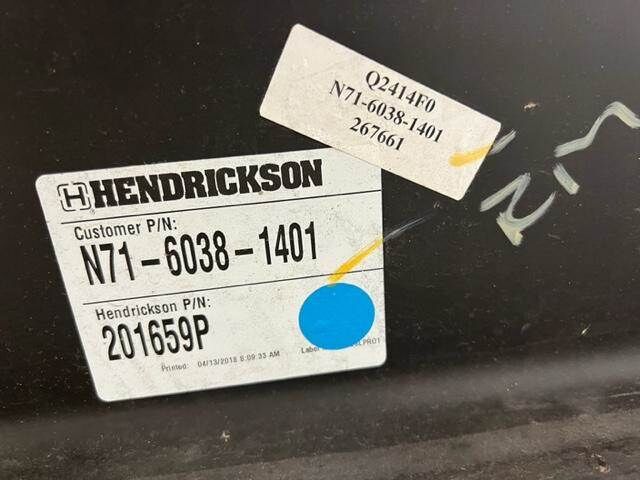 Q2414F0
N71-6038-1401
267661
HENDRICKSON
Customer P/N:
N71-6038-1401
Hendrickson P/N:
201659P
Printed: 04/13/2018 8:09:33 AM
Label